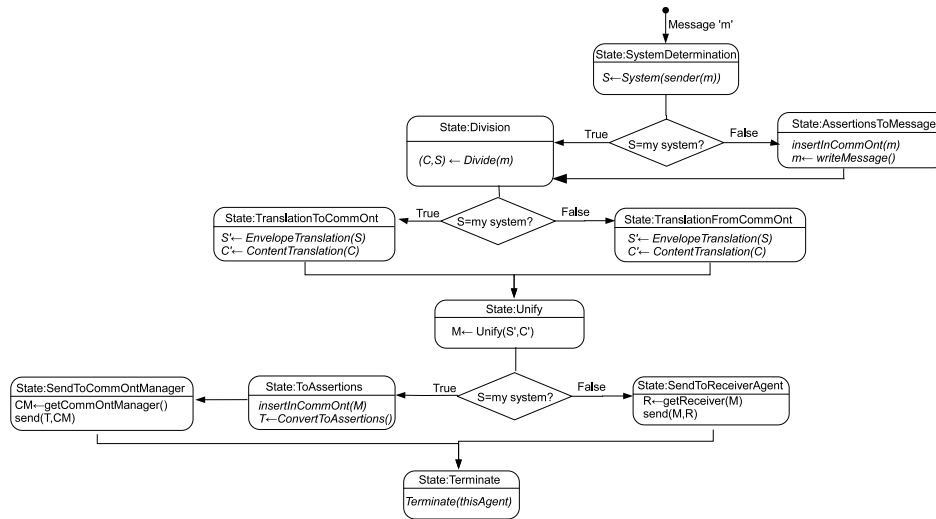 Message 'm'
State:SystemDetermination
S←System(sender(m))
State:Division
True
S=my system?
False
State:AssertionsToMessage
(C,S) ← Divide(m)
insertInCommOnt(m)
m← writeMessage()
State:TranslationToCommOnt
True
S=my system?
False
State:TranslationFromCommOnt
S'← EnvelopeTranslation(S)
C'← ContentTranslation(C)
S'← EnvelopeTranslation(S)
C'← ContentTranslation(C)
State:Unify
M← Unify(S',C')
State:SendToCommOntManager
State:ToAssertions
True
S=my system?
False
State:SendToReceiverAgent
CM←getCommOntManager()
send(T,CM)
insertInCommOnt(M)
T←ConvertToAssertions()
R←getReceiver(M)
send(M,R)
State:Terminate
Terminate(thisAgent)